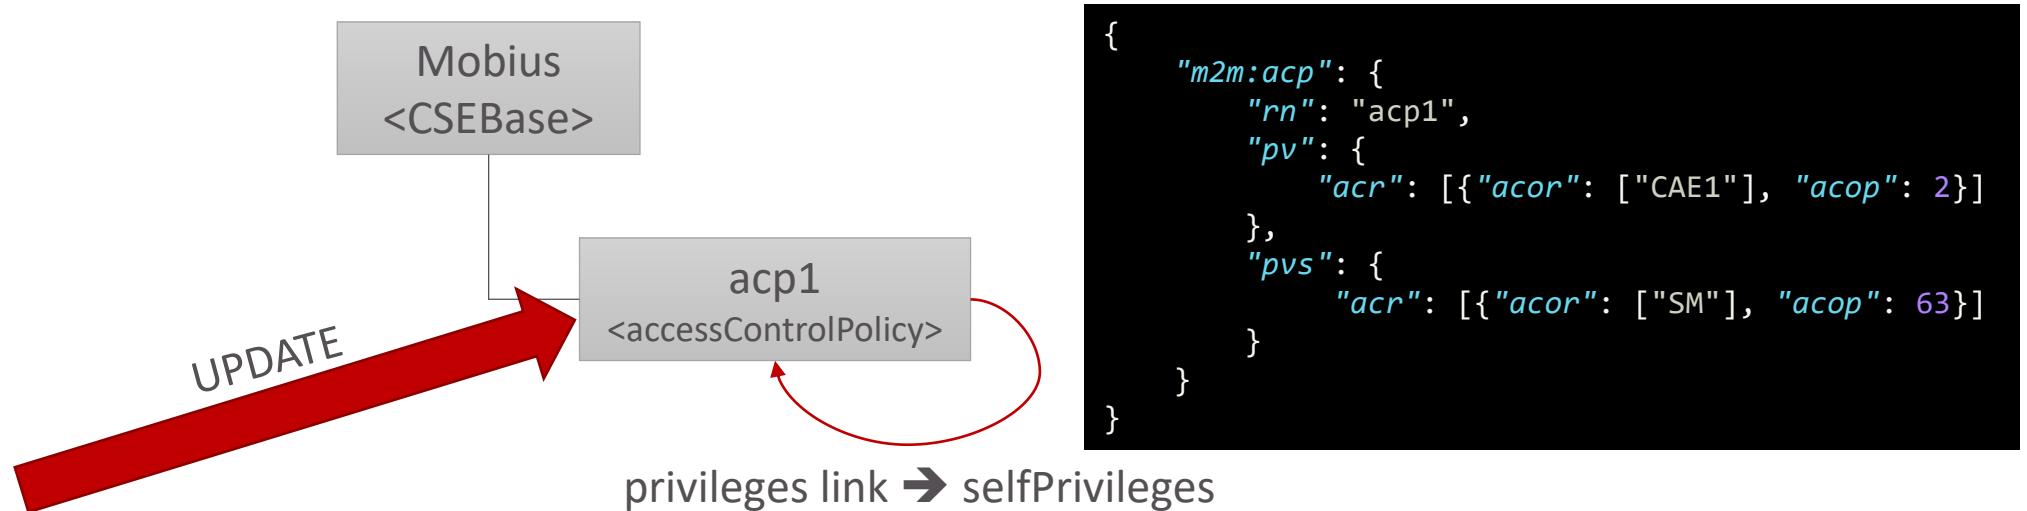 Mobius
<CSEBase>
acp1
<accessControlPolicy>
UPDATE
privileges link ➔ selfPrivileges
{
"m2m:acp": {
"rn": "acp1",
"pv": {
"acr": [{"acor": ["CAE1"], "acop": 2}]
},
"pvs": {
"acr": [{"acor": ["SM"], "acop": 63}]
}
}
}